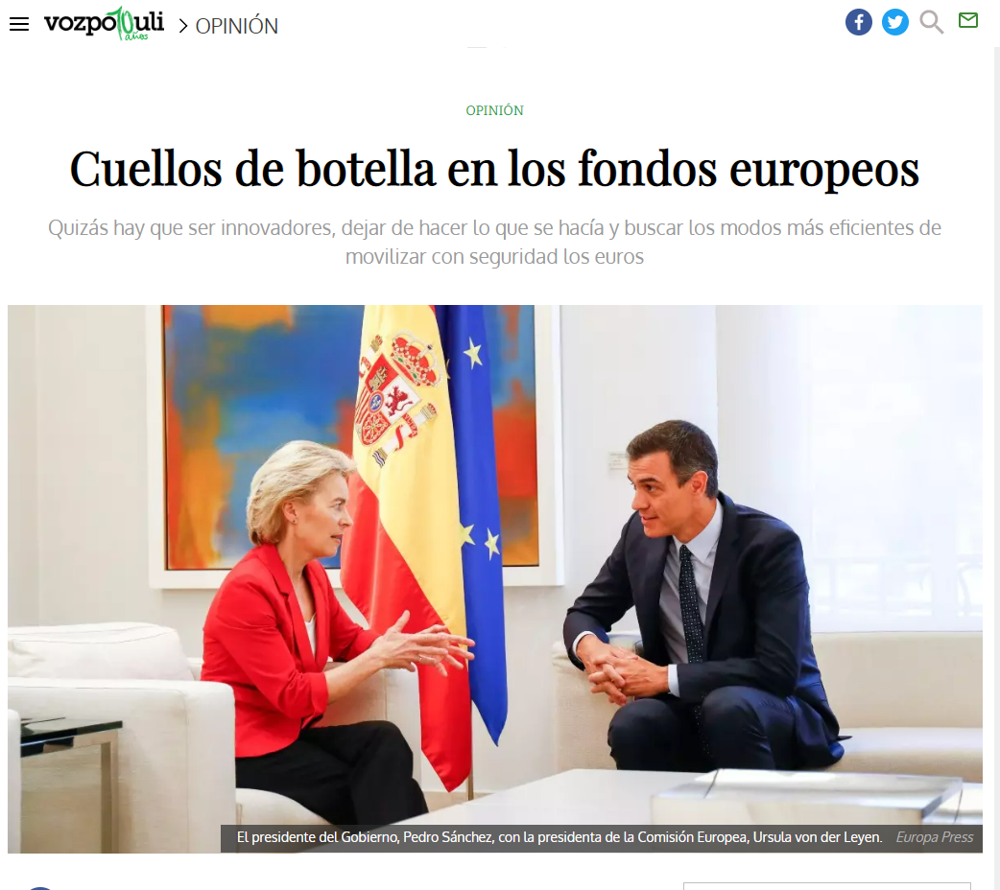 vozpópuli
10 años
OPINIÓN
OPINIÓN
Cuellos de botella en los fondos europeos
Quizás hay que ser innovadores, dejar de hacer lo que se hacía y buscar los modos más eficientes de
movilizar con seguridad los euros
El presidente del Gobierno, Pedro Sánchez, con la presidenta de la Comisión Europea, Ursula von der Leyen. Europa Press